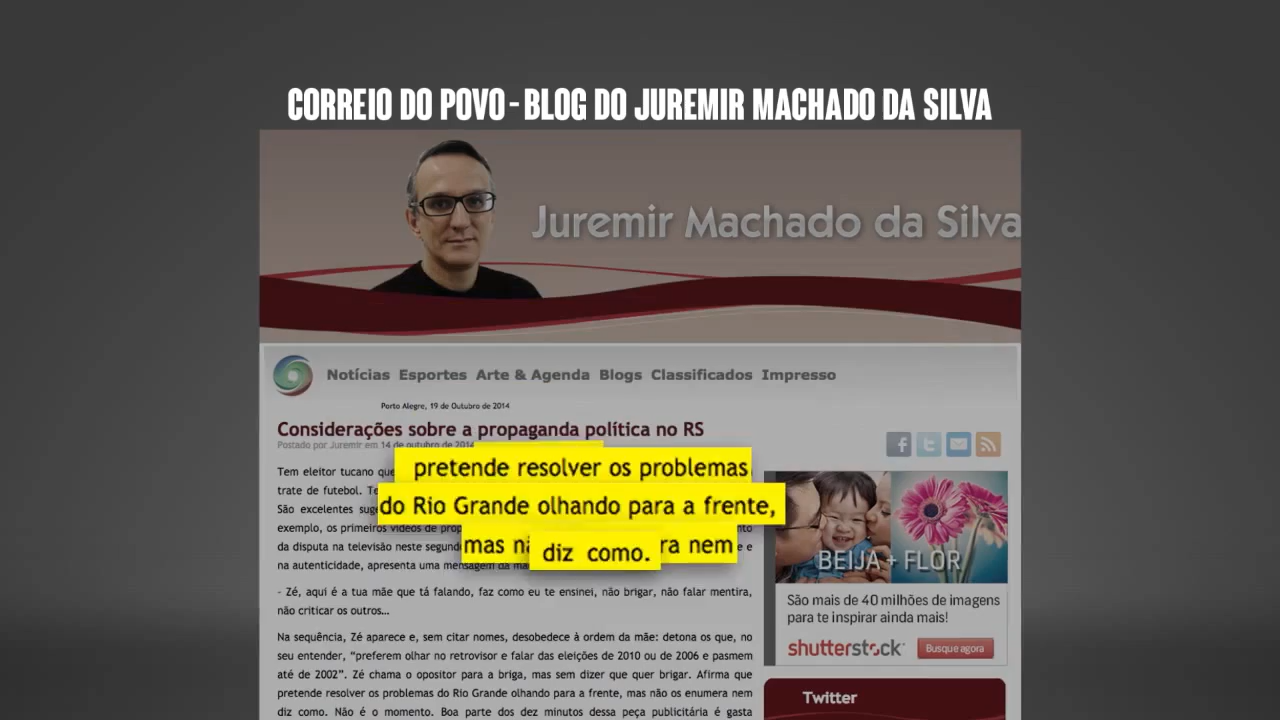 CORREIO DO POVO - BLOG DO JUREMIR MACHADO DA SILVA
Juremir Machado da Silva
Notícias Esportes Arte & Agenda Blogs Classificados Impresso
Porto Alegre, 19 de Outubro de 2014
Considerações sobre a propaganda política no RS
Postado por Juremir em 14 de outubro de 2014
pretende resolver os problemas
do Rio Grande olhando para a frente,
mas ra nem
diz como.
Tem eleitor tucano
trate de futebol.
São excelentes
exemplo, os primeiros vídeos de
da disputa na televisão neste e
na autenticidade, apresenta uma mensagem da
- Zé, aqui é a tua mãe que tá falando, faz como eu te ensinei, não brigar, não falar mentira,
não criticar os outros…
Na sequência, Zé aparece e, sem citar nomes, desobedece à ordem da mãe: detona os que, no
seu entender, “preferem olhar no retrovisor e falar das eleições de 2010 ou de 2006 e pasmem
até de 2002”. Zé chama o opositor para a briga, mas sem dizer que quer brigar. Afirma que
pretende resolver os problemas do Rio Grande olhando para a frente, mas não os enumera nem
diz como. Não é o momento. Boa parte dos dez minutos dessa peça publicitária é gasta
BEIJA + FLOR
São mais de 40 milhões de imagens
para te inspirar ainda mais!
shutterstock
Busque agora
Twitter